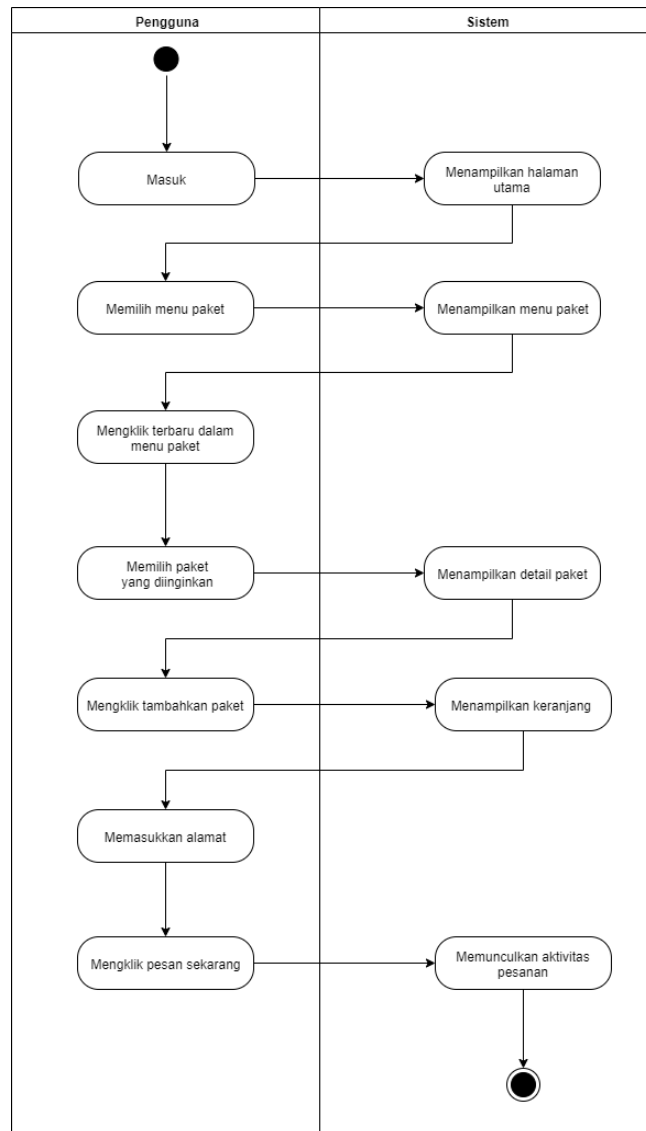 Pengguna
Sistem
Masuk
Menampilkan halaman
utama
Memilih menu paket
Menampilkan menu paket
Mengklik terbaru dalam
menu paket
Memilih paket
yang diinginkan
Menampilkan detail paket
Mengklik tambahkan paket
Menampilkan keranjang
Memasukkan alamat
Mengklik pesan sekarang
Memunculkan aktivitas
pesanan